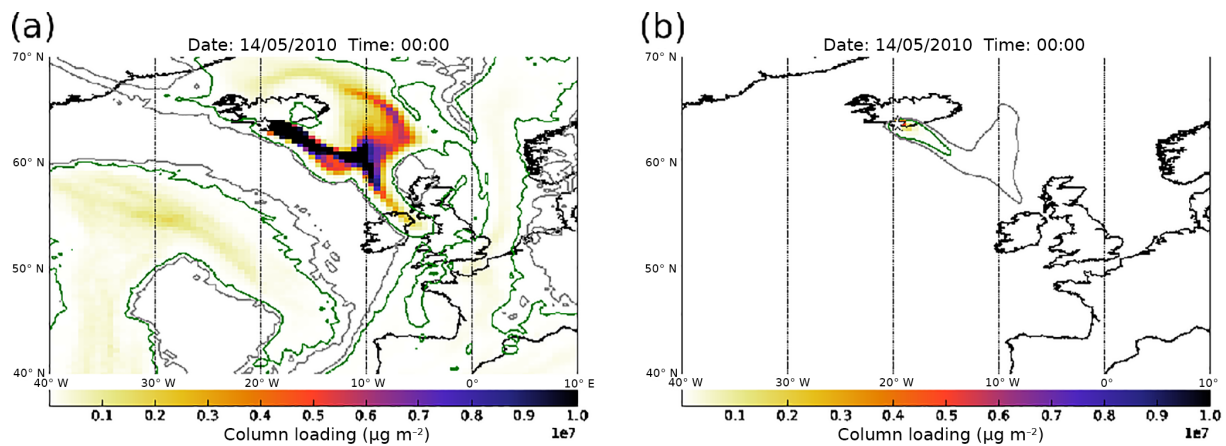 (a)
Date: 14/05/2010 Time: 00:00
70° N
60° N
50° N
40° N
40° W 30° W 20° W 10° W 0° 10° E
0.1 0.2 0.3 0.4 0.5 0.6 0.7 0.8 0.9 1.0
Column loading (μg m⁻²) 1e7
(b)
Date: 14/05/2010 Time: 00:00
70° N
60° N
50° N
40° N
40° W 30° W 20° W 10° W 0° 10°
0.1 0.2 0.3 0.4 0.5 0.6 0.7 0.8 0.9 1.0
Column loading (μg m⁻²) 1e7